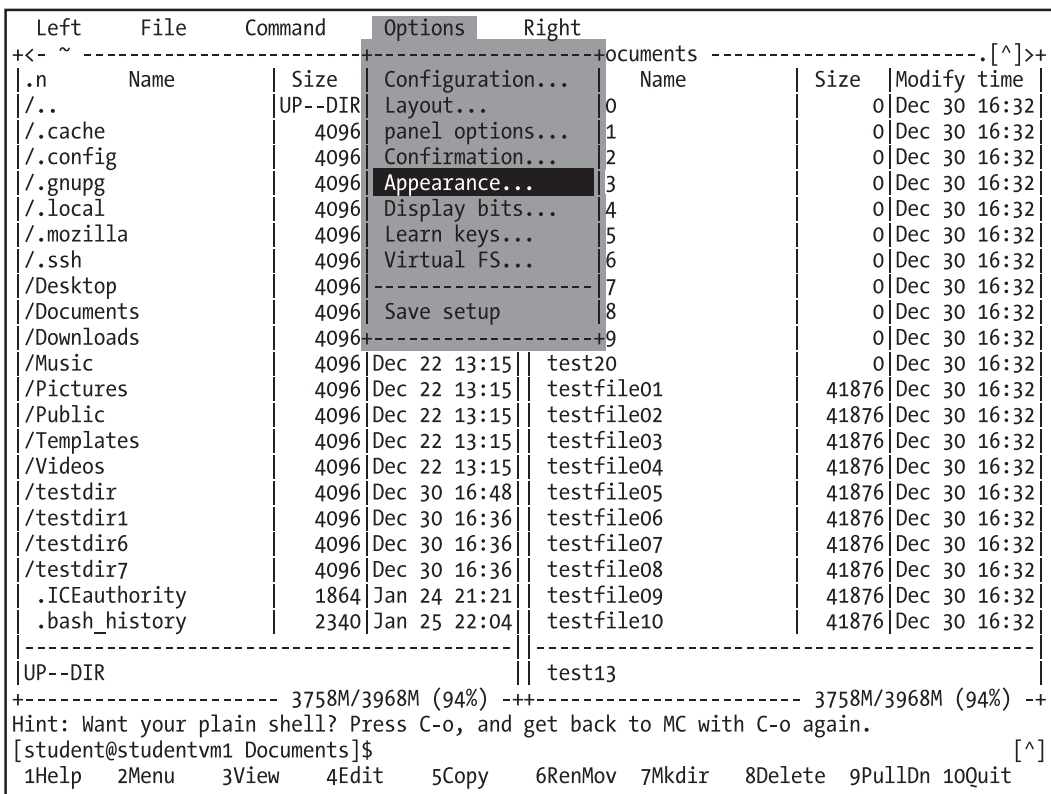 Left File Command Options Right
+<- ~ ----------------------+--------------------+ocuments ------------------------.[^]>+
|.n Name | Size | Configuration... | Name | Size |Modify time |
|/.. |UP--DIR| Layout... |0 | 0|Dec 30 16:32|
|/.cache | 4096| panel options... |1 | 0|Dec 30 16:32|
|/.config | 4096| Confirmation... |2 | 0|Dec 30 16:32|
|/.gnupg | 4096| Appearance... |3 | 0|Dec 30 16:32|
|/.local | 4096| Display bits... |4 | 0|Dec 30 16:32|
|/.mozilla | 4096| Learn keys... |5 | 0|Dec 30 16:32|
|/.ssh | 4096| Virtual FS... |6 | 0|Dec 30 16:32|
|/Desktop | 4096|--------------------|7 | 0|Dec 30 16:32|
|/Documents | 4096| Save setup |8 | 0|Dec 30 16:32|
|/Downloads | 4096+--------------------+9 | 0|Dec 30 16:32|
|/Music | 4096|Dec 22 13:15|| test20 | 0|Dec 30 16:32|
|/Pictures | 4096|Dec 22 13:15|| testfile01 | 41876|Dec 30 16:32|
|/Public | 4096|Dec 22 13:15|| testfile02 | 41876|Dec 30 16:32|
|/Templates | 4096|Dec 22 13:15|| testfile03 | 41876|Dec 30 16:32|
|/Videos | 4096|Dec 22 13:15|| testfile04 | 41876|Dec 30 16:32|
|/testdir | 4096|Dec 30 16:48|| testfile05 | 41876|Dec 30 16:32|
|/testdir1 | 4096|Dec 30 16:36|| testfile06 | 41876|Dec 30 16:32|
|/testdir6 | 4096|Dec 30 16:36|| testfile07 | 41876|Dec 30 16:32|
|/testdir7 | 4096|Dec 30 16:36|| testfile08 | 41876|Dec 30 16:32|
| .ICEauthority | 1864|Jan 24 21:21|| testfile09 | 41876|Dec 30 16:32|
| .bash_history | 2340|Jan 25 22:04|| testfile10 | 41876|Dec 30 16:32|
|---------------------------------------------||----------------------------------------------|
|UP--DIR || test13 |
+----------------------- 3758M/3968M (94%) -++----------------------- 3758M/3968M (94%) -+
Hint: Want your plain shell? Press C-o, and get back to MC with C-o again.
[student@studentvm1 Documents]$ [^]
1Help 2Menu 3View 4Edit 5Copy 6RenMov 7Mkdir 8Delete 9PullDn 10Quit